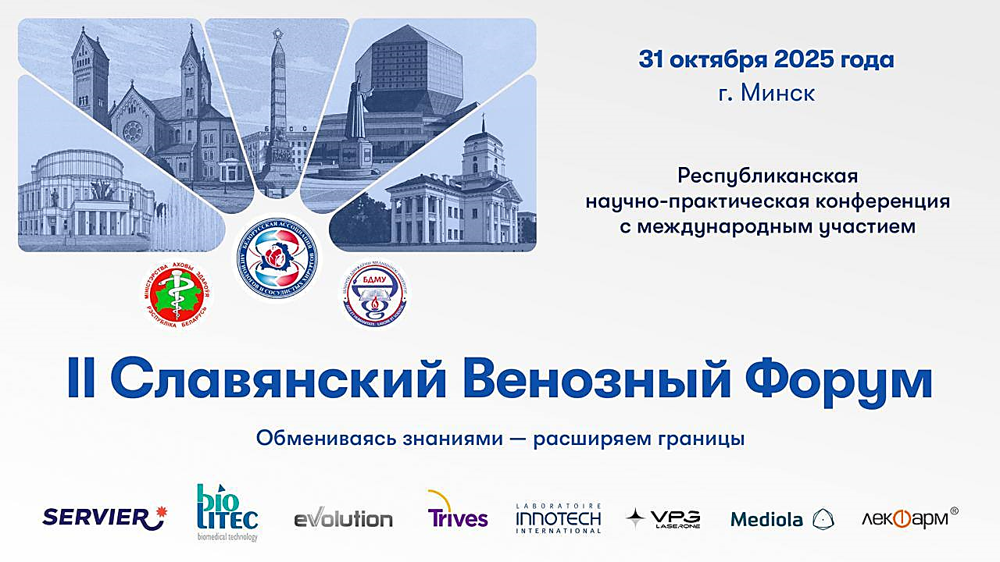 31 октября 2025 года
г. Минск
Республиканская
научно-практическая конференция
с международным участием
БССР
БЕЛОРУССКАЯ АССОЦИАЦИЯ
АНГИОЛОГОВ И СОСУДИСТЫХ ХИРУРГОВ
МІНІСТЭРСТВА АХОВЫ ЗДАРОЎЯ
РЭСПУБЛІКА БЕЛАРУСЬ
БДМУ
II Славянский Венозный Форум
Обмениваясь знаниями — расширяем границы
SERVIER
bio
LITEC
biomedical technology
evolution
Trives
LABORATOIRE
INNOTECH
INTERNATIONAL
VPG
LASERONE
Mediola
лекФарм®